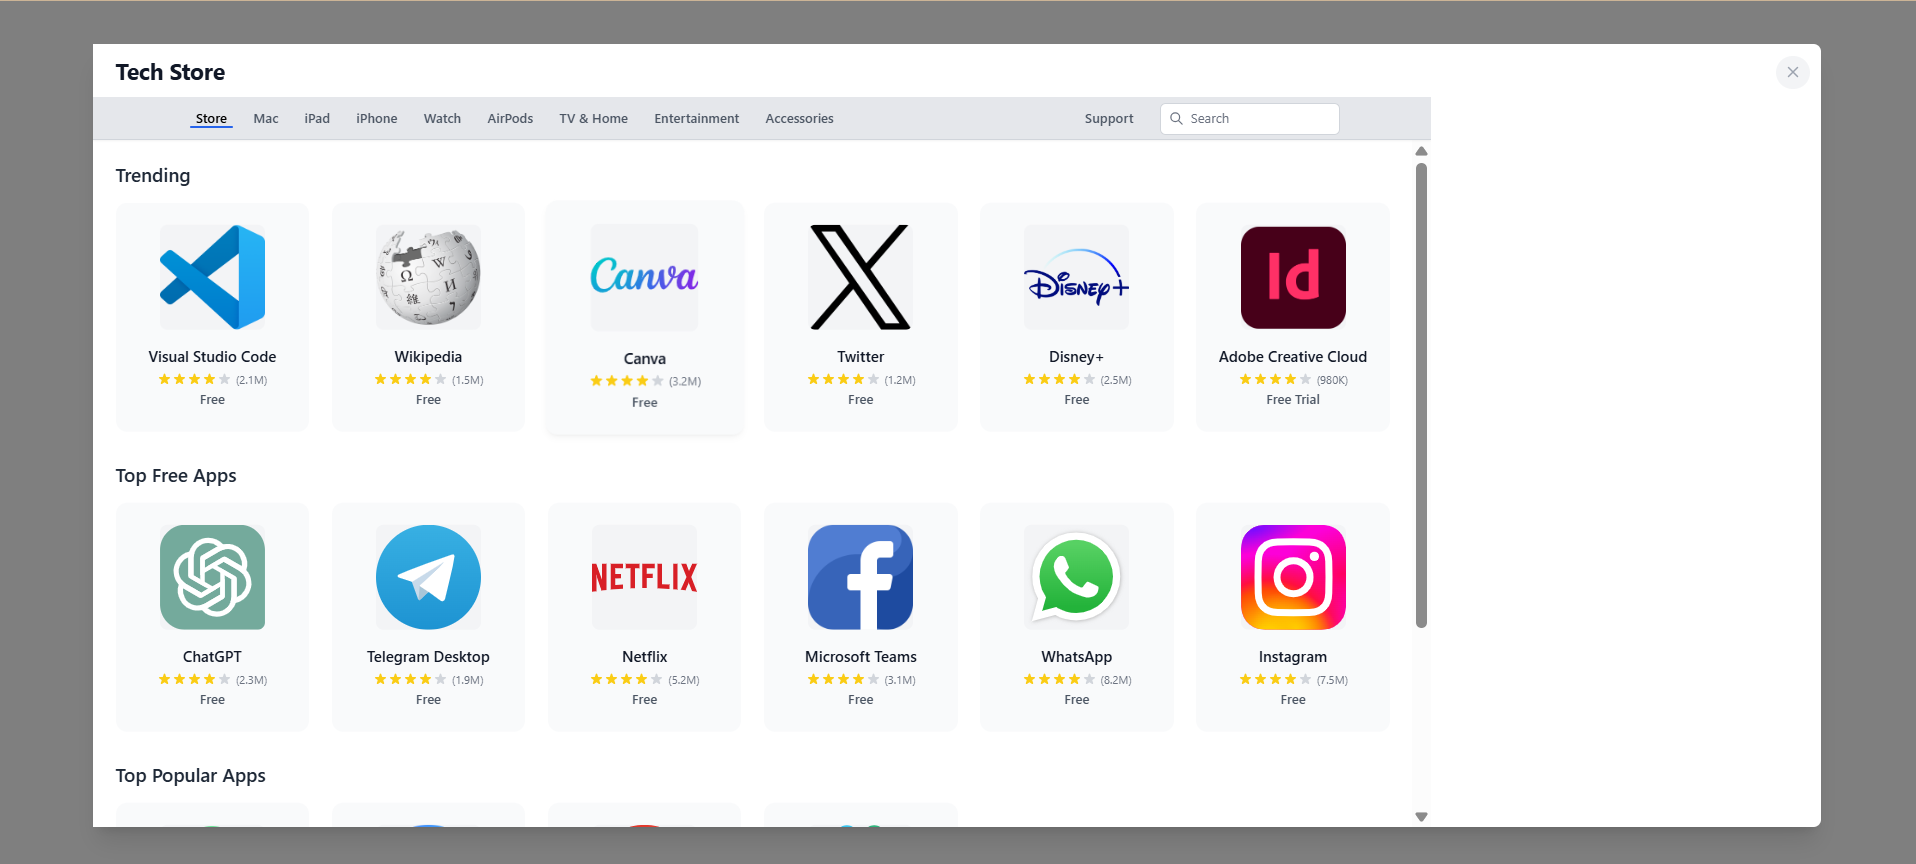 Tech Store
Store Mac iPad iPhone Watch AirPods TV & Home Entertainment Accessories Support Search
Trending
Ω W И 維
Canva
Disney+
Id
Visual Studio Code Wikipedia Canva Twitter Disney+ Adobe Creative Cloud
(2.1M) (1.5M) (3.2M) (1.2M) (2.5M) (980K)
Free Free Free Free Free Free Trial
Top Free Apps
NETFLIX
ChatGPT Telegram Desktop Netflix Microsoft Teams WhatsApp Instagram
(2.3M) (1.9M) (5.2M) (3.1M) (8.2M) (7.5M)
Free Free Free Free Free Free
Top Popular Apps